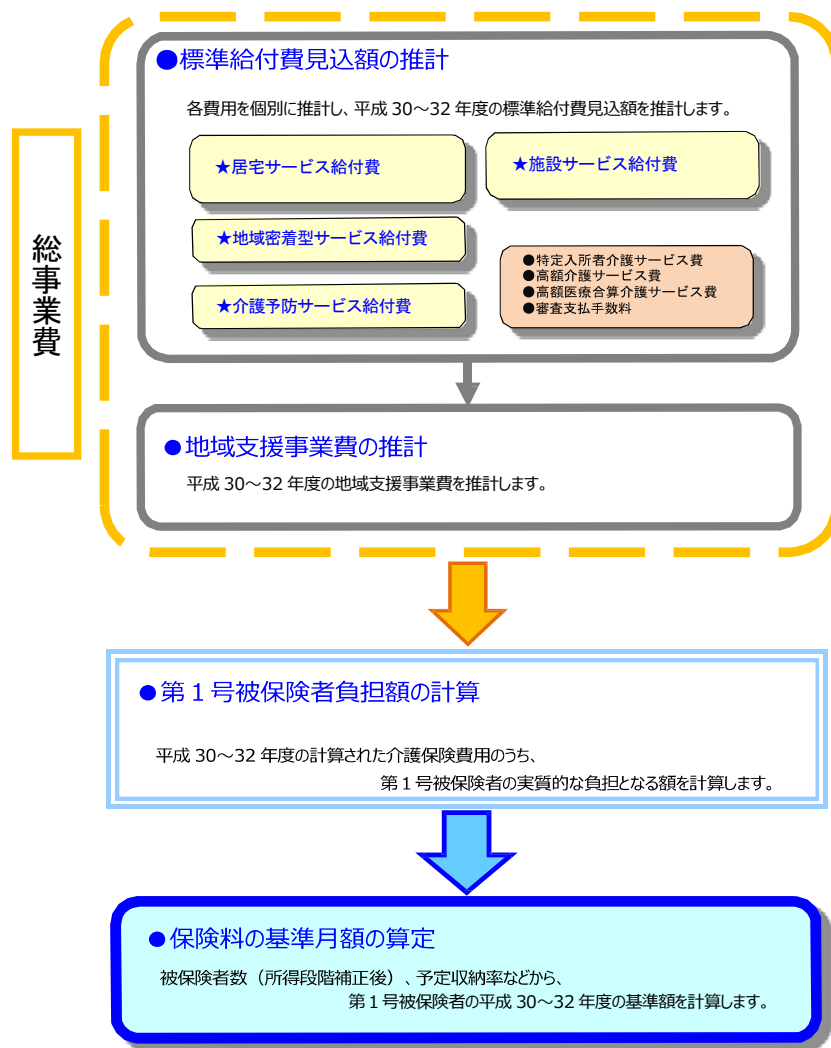 総事業費
●標準給付費見込額の推計
各費用を個別に推計し、平成 30～32 年度の標準給付費見込額を推計します。
★居宅サービス給付費
★施設サービス給付費
★地域密着型サービス給付費
★介護予防サービス給付費
●特定入所者介護サービス費
●高額介護サービス費
●高額医療合算介護サービス費
●審査支払手数料
●地域支援事業費の推計
平成 30～32 年度の地域支援事業費を推計します。
●第１号被保険者負担額の計算
平成 30～32 年度の計算された介護保険費用のうち、
第１号被保険者の実質的な負担となる額を計算します。
●保険料の基準月額の算定
被保険者数（所得段階補正後）、予定収納率などから、
第１号被保険者の平成 30～32 年度の基準額を計算します。